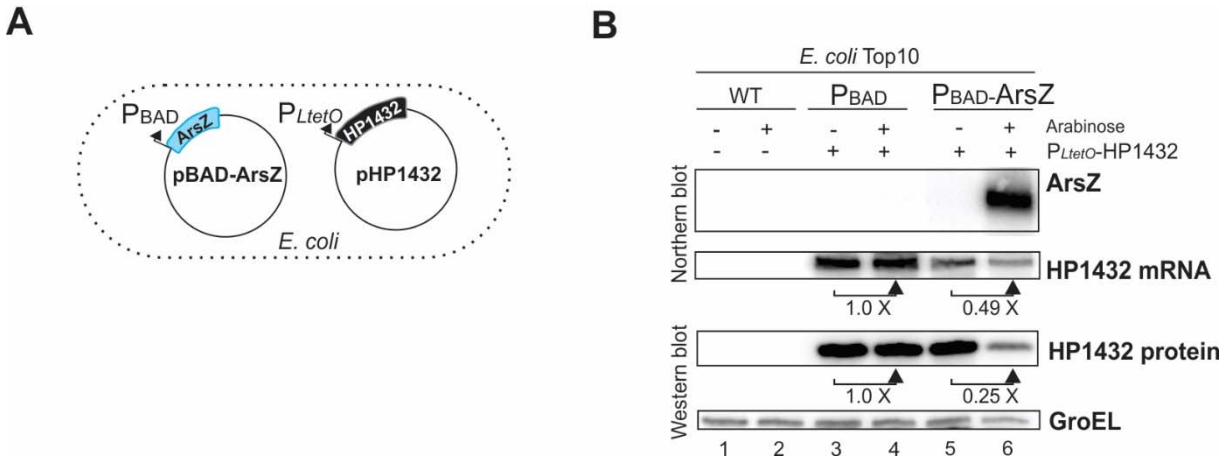 A
PBAD
ArsZ
pBAD-ArsZ
PLtetO
HP1432
pHP1432
E. coli
B
E. coli Top10
WT PBAD PBAD-ArsZ
- + - + - + Arabinose
- - + + + + PLtetO-HP1432
Northern blot
ArsZ
HP1432 mRNA
1.0 X 0.49 X
Western blot
HP1432 protein
1.0 X 0.25 X
GroEL
1 2 3 4 5 6